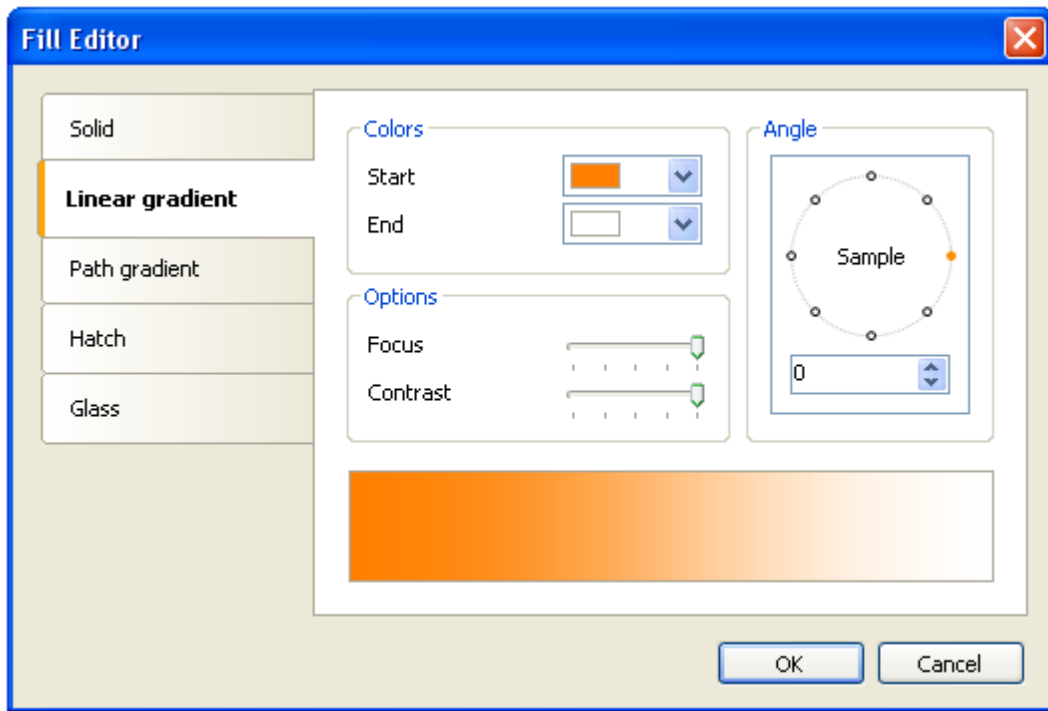 Fill Editor
Solid
Linear gradient
Path gradient
Hatch
Glass
Colors
Start
End
Options
Focus
Contrast
Angle
Sample
0
OK
Cancel